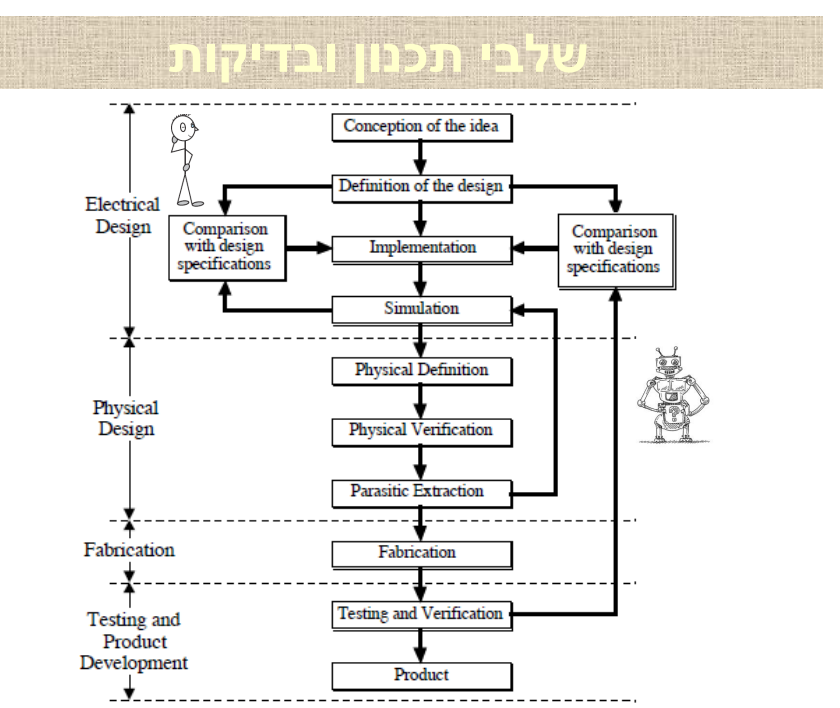 שלבי תכנון ובדיקות
Conception of the idea
Definition of the design
Electrical
Design
Comparison
with design
specifications
Implementation
Comparison
with design
specifications
Simulation
Physical Definition
Physical
Design
Physical Verification
Parasitic Extraction
Fabrication
Fabrication
Testing and
Product
Development
Testing and Verification
Product
?